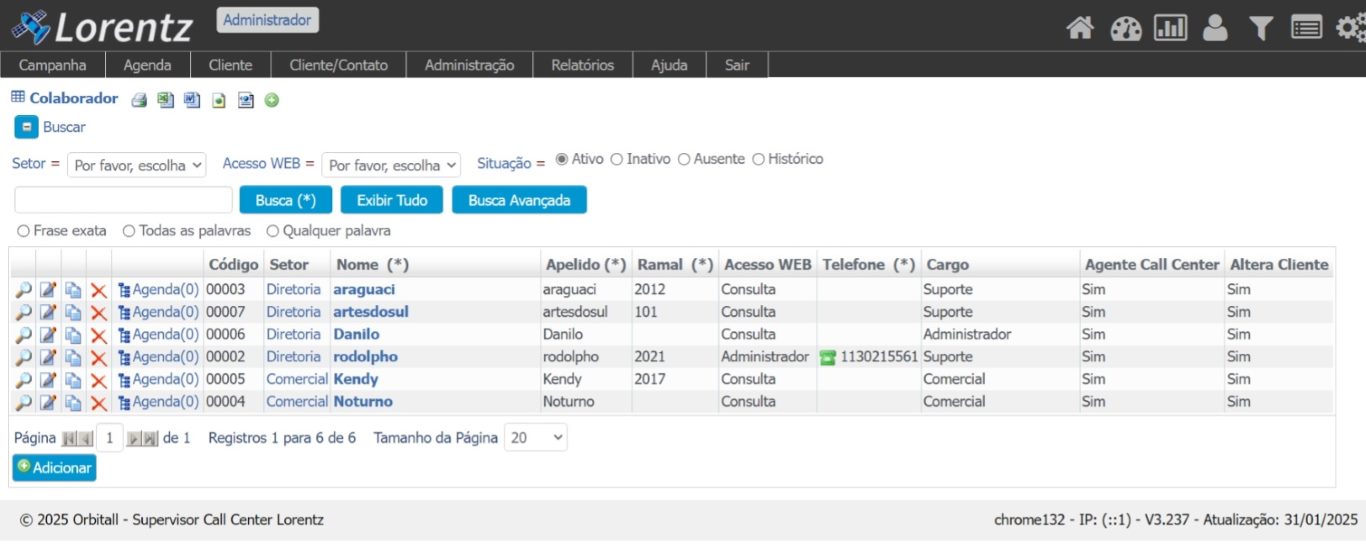 Lorentz Administrador
Campanha Agenda Cliente Cliente/Contato Administração Relatórios Ajuda Sair
Colaborador
Buscar
Setor = Por favor, escolha Acesso WEB = Por favor, escolha Situação = Ativo Inativo Ausente Histórico
Busca (*) Exibir Tudo Busca Avançada
Frase exata Todas as palavras Qualquer palavra
Código Setor Nome (*) Apelido (*) Ramal (*) Acesso WEB Telefone (*) Cargo Agente Call Center Altera Cliente
Agenda(0) 00003 Diretoria araguaci araguaci 2012 Consulta Suporte Sim Sim
Agenda(0) 00007 Diretoria artesdosul artesdosul 101 Consulta Suporte Sim Sim
Agenda(0) 00006 Diretoria Danilo Danilo Consulta Administrador Sim Sim
Agenda(0) 00002 Diretoria rodolpho rodolpho 2021 Administrador 1130215561 Suporte Sim Sim
Agenda(0) 00005 Comercial Kendy Kendy 2017 Consulta Comercial Sim Sim
Agenda(0) 00004 Comercial Noturno Noturno Consulta Comercial Sim Sim
Página 1 de 1 Registros 1 para 6 de 6 Tamanho da Página 20
Adicionar
© 2025 Orbitall - Supervisor Call Center Lorentz chrome132 - IP: (::1) - V3.237 - Atualização: 31/01/2025